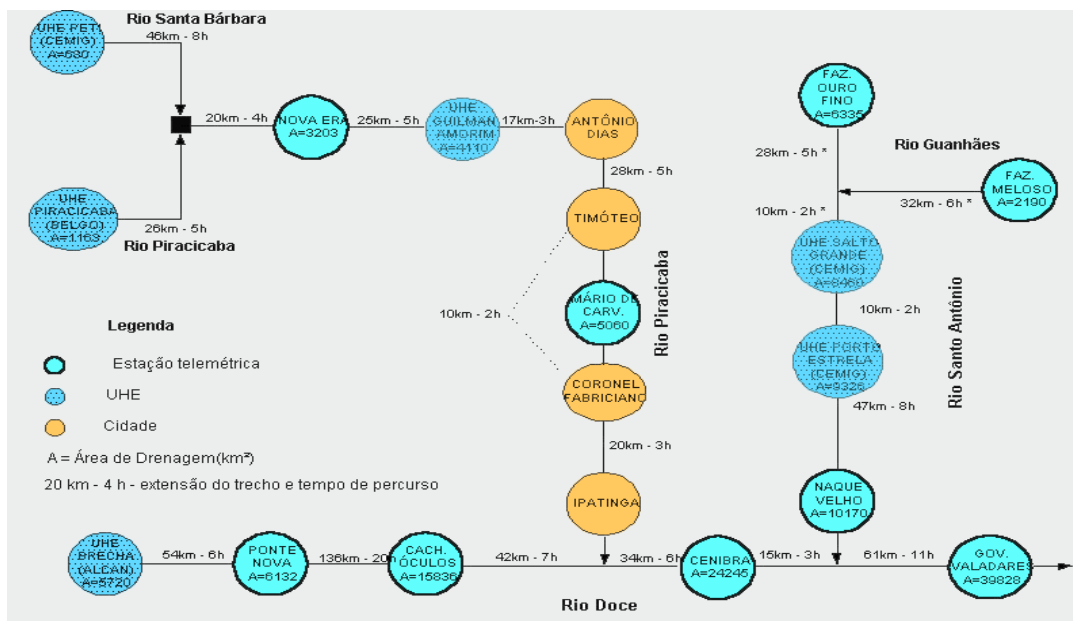 Rio Santa Bárbara
UHE PETI
(CEMIG)
A=680
46km - 8h
20km - 4h
NOVA ERA
A=3203
25km - 5h
UHE
GUILMAN
AMORIM
A=4110
17km-3h
ANTÔNIO
DIAS
UHE
PIRACICABA
(BELGO)
A=1163
26km - 5h
Rio Piracicaba
28km - 5h
TIMÓTEO
MÁRIO DE
CARV.
A=5060
10km - 2h
Rio Piracicaba
CORONEL
FABRICIANO
20km - 3h
IPATINGA
FAZ.
OURO
FINO
A=6335
28km - 5h *
Rio Guanhães
FAZ.
MELOSO
A=2190
32km - 6h *
10km - 2h *
UHE SALTO
GRANDE
(CEMIG)
A=8460
10km - 2h
UHE PORTO
ESTRELA
(CEMIG)
A=9326
Rio Santo Antônio
47km - 8h
NAQUE
VELHO
A=10170
Legenda
Estação telemétrica
UHE
Cidade
A = Área de Drenagem(km²)
20 km - 4 h - extensão do trecho e tempo de percurso
UHE
BRECHA
(ALCAN)
A=5720
54km - 6h
PONTE
NOVA
A=6132
136km - 20h
CACH.
ÓCULOS
A=15836
42km - 7h
34km - 6h
CENIBRA
A=24245
15km - 3h
61km - 11h
GOV.
VALADARES
A=39828
Rio Doce